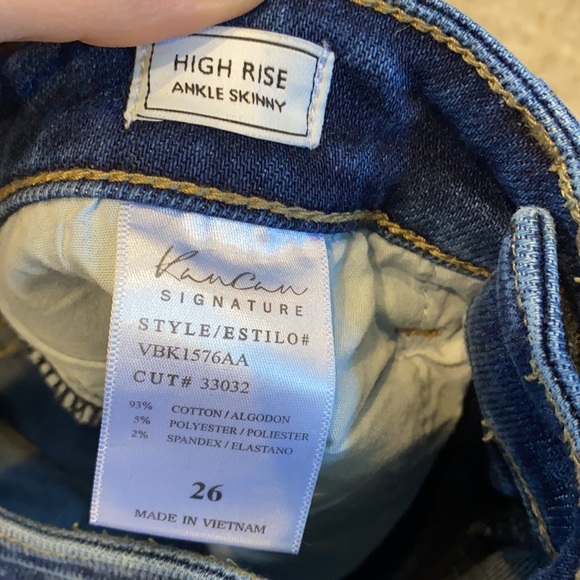 HIGH RISE
ANKLE SKINNY
KanCan
SIGNATURE
STYLE/ESTILO#
VBK1576AA
CUT# 33032
93% COTTON / ALGODON
5% POLYESTER / POLIESTER
2% SPANDEX / ELASTANO
26
MADE IN VIETNAM